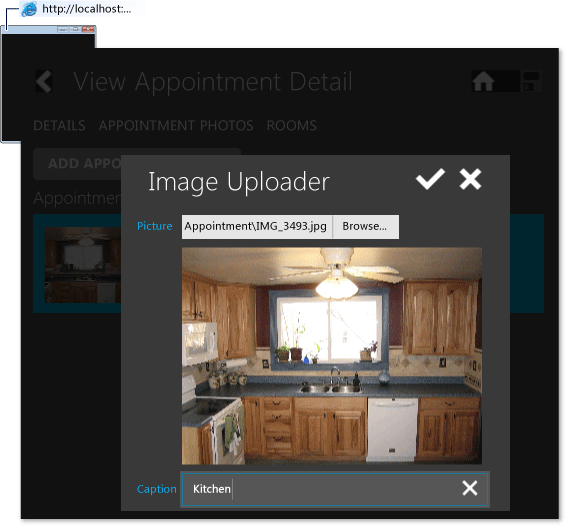 http://localhost:...
View Appointment Detail
DETAILS APPOINTMENT PHOTOS ROOMS
ADD APPO
Appointmen
Image Uploader
Picture Appointment\IMG_3493.jpg Browse...
Caption Kitchen